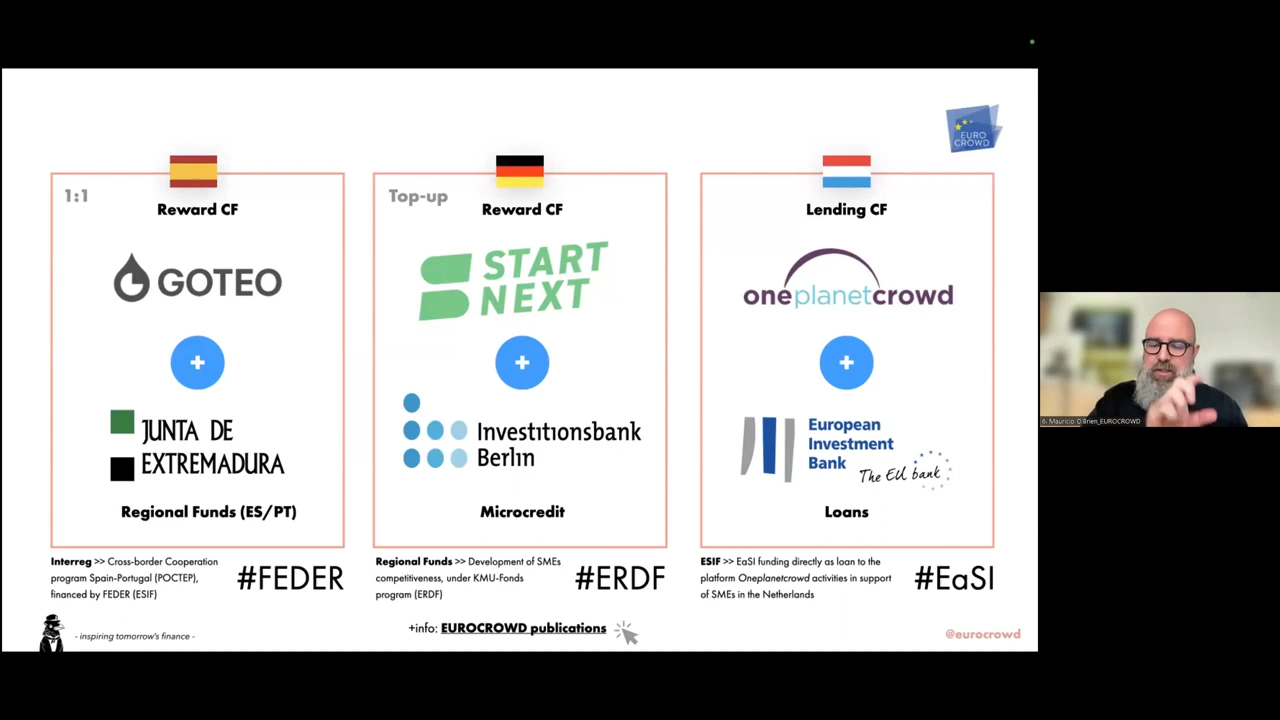 EURO
CROWD
1:1
Reward CF
GOTEO
+
JUNTA DE
EXTREMADURA
Regional Funds (ES/PT)
Interreg >> Cross-border Cooperation
program Spain-Portugal (POCTEP),
financed by FEDER (ESIF)
#FEDER
Top-up
Reward CF
START
NEXT
+
Investitionsbank
Berlin
Microcredit
Regional Funds >> Development of SMEs
competitiveness, under KMU-Fonds
program (ERDF)
#ERDF
Lending CF
oneplanetcrowd
+
European
Investment
Bank
The EU bank
Loans
ESIF >> EaSI funding directly as loan to the
platform Oneplanetcrowd activities in support
of SMEs in the Netherlands
#EaSI
- inspiring tomorrow's finance -
+info: EUROCROWD publications
@eurocrowd
6. Mauricio O'Brien_EUROCROWD